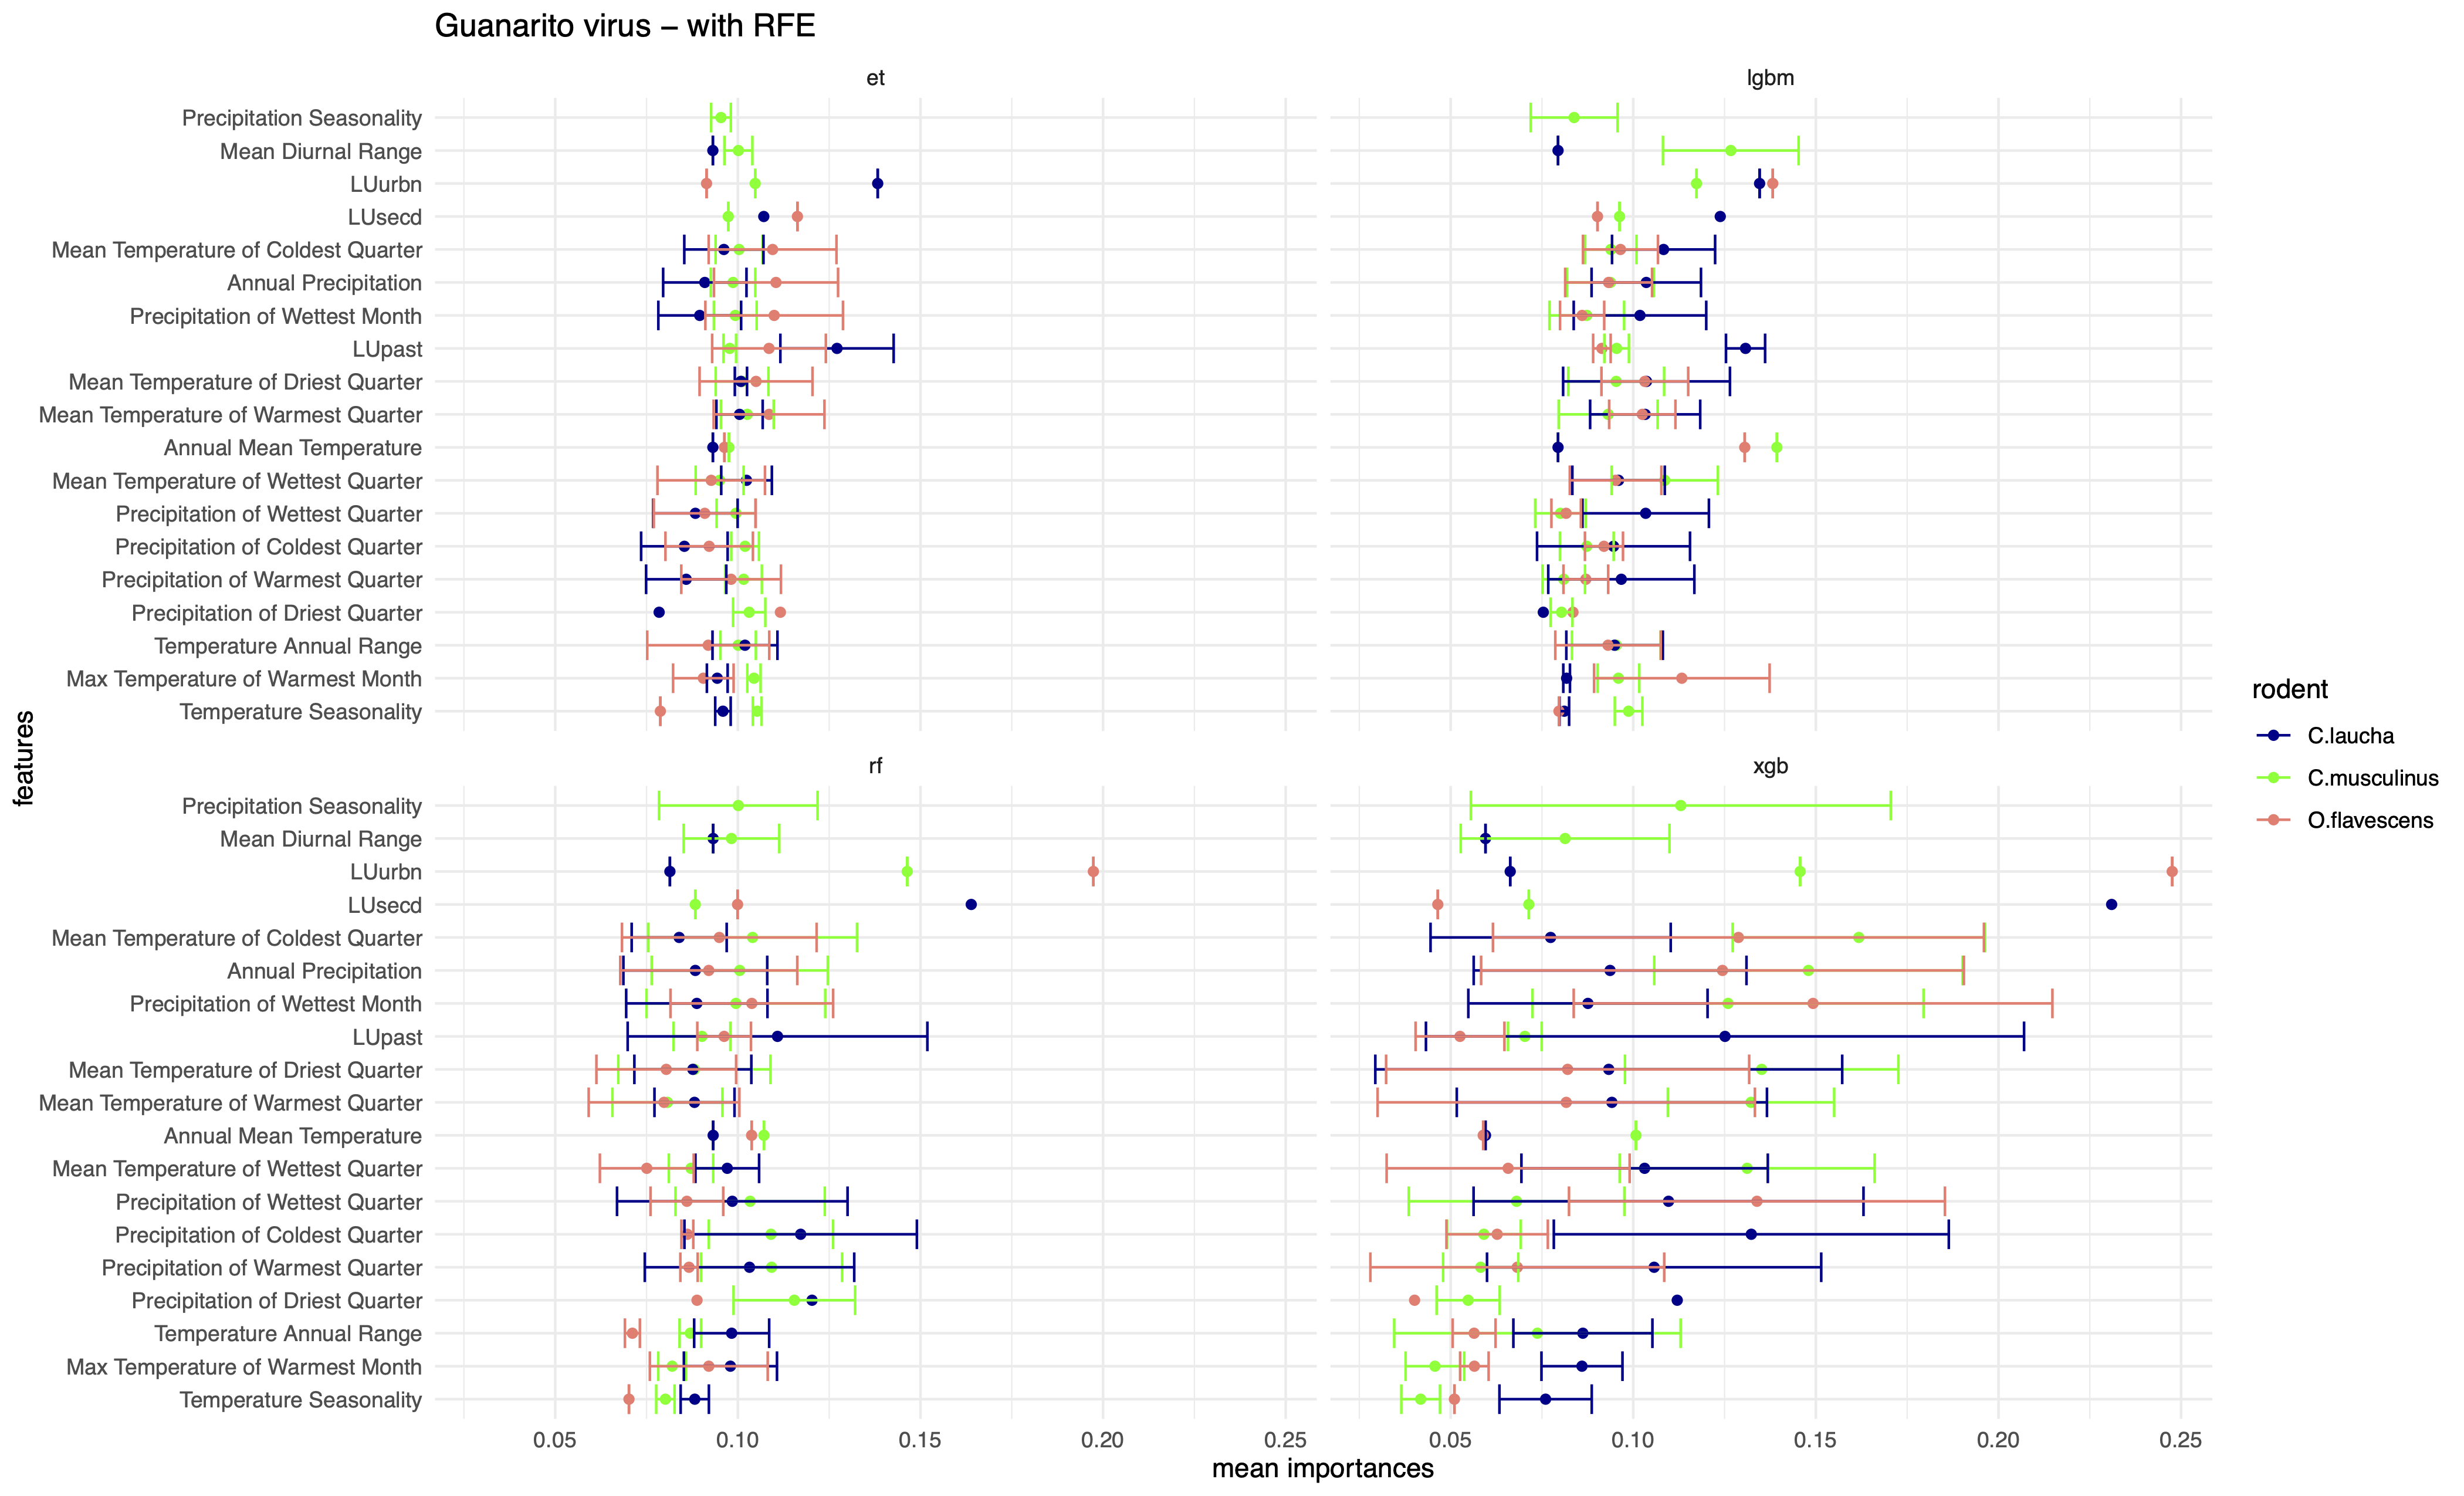 Guanarito virus – with RFE
et
lgbm
Precipitation Seasonality
Mean Diurnal Range
LUurbn
LUsecd
Mean Temperature of Coldest Quarter
Annual Precipitation
Precipitation of Wettest Month
LUpast
Mean Temperature of Driest Quarter
Mean Temperature of Warmest Quarter
Annual Mean Temperature
Mean Temperature of Wettest Quarter
Precipitation of Wettest Quarter
Precipitation of Coldest Quarter
Precipitation of Warmest Quarter
Precipitation of Driest Quarter
Temperature Annual Range
Max Temperature of Warmest Month
Temperature Seasonality
features
rf
xgb
Precipitation Seasonality
Mean Diurnal Range
LUurbn
LUsecd
Mean Temperature of Coldest Quarter
Annual Precipitation
Precipitation of Wettest Month
LUpast
Mean Temperature of Driest Quarter
Mean Temperature of Warmest Quarter
Annual Mean Temperature
Mean Temperature of Wettest Quarter
Precipitation of Wettest Quarter
Precipitation of Coldest Quarter
Precipitation of Warmest Quarter
Precipitation of Driest Quarter
Temperature Annual Range
Max Temperature of Warmest Month
Temperature Seasonality
0.05 0.10 0.15 0.20 0.25
0.05 0.10 0.15 0.20 0.25
mean importances
rodent
C.laucha
C.musculinus
O.flavescens